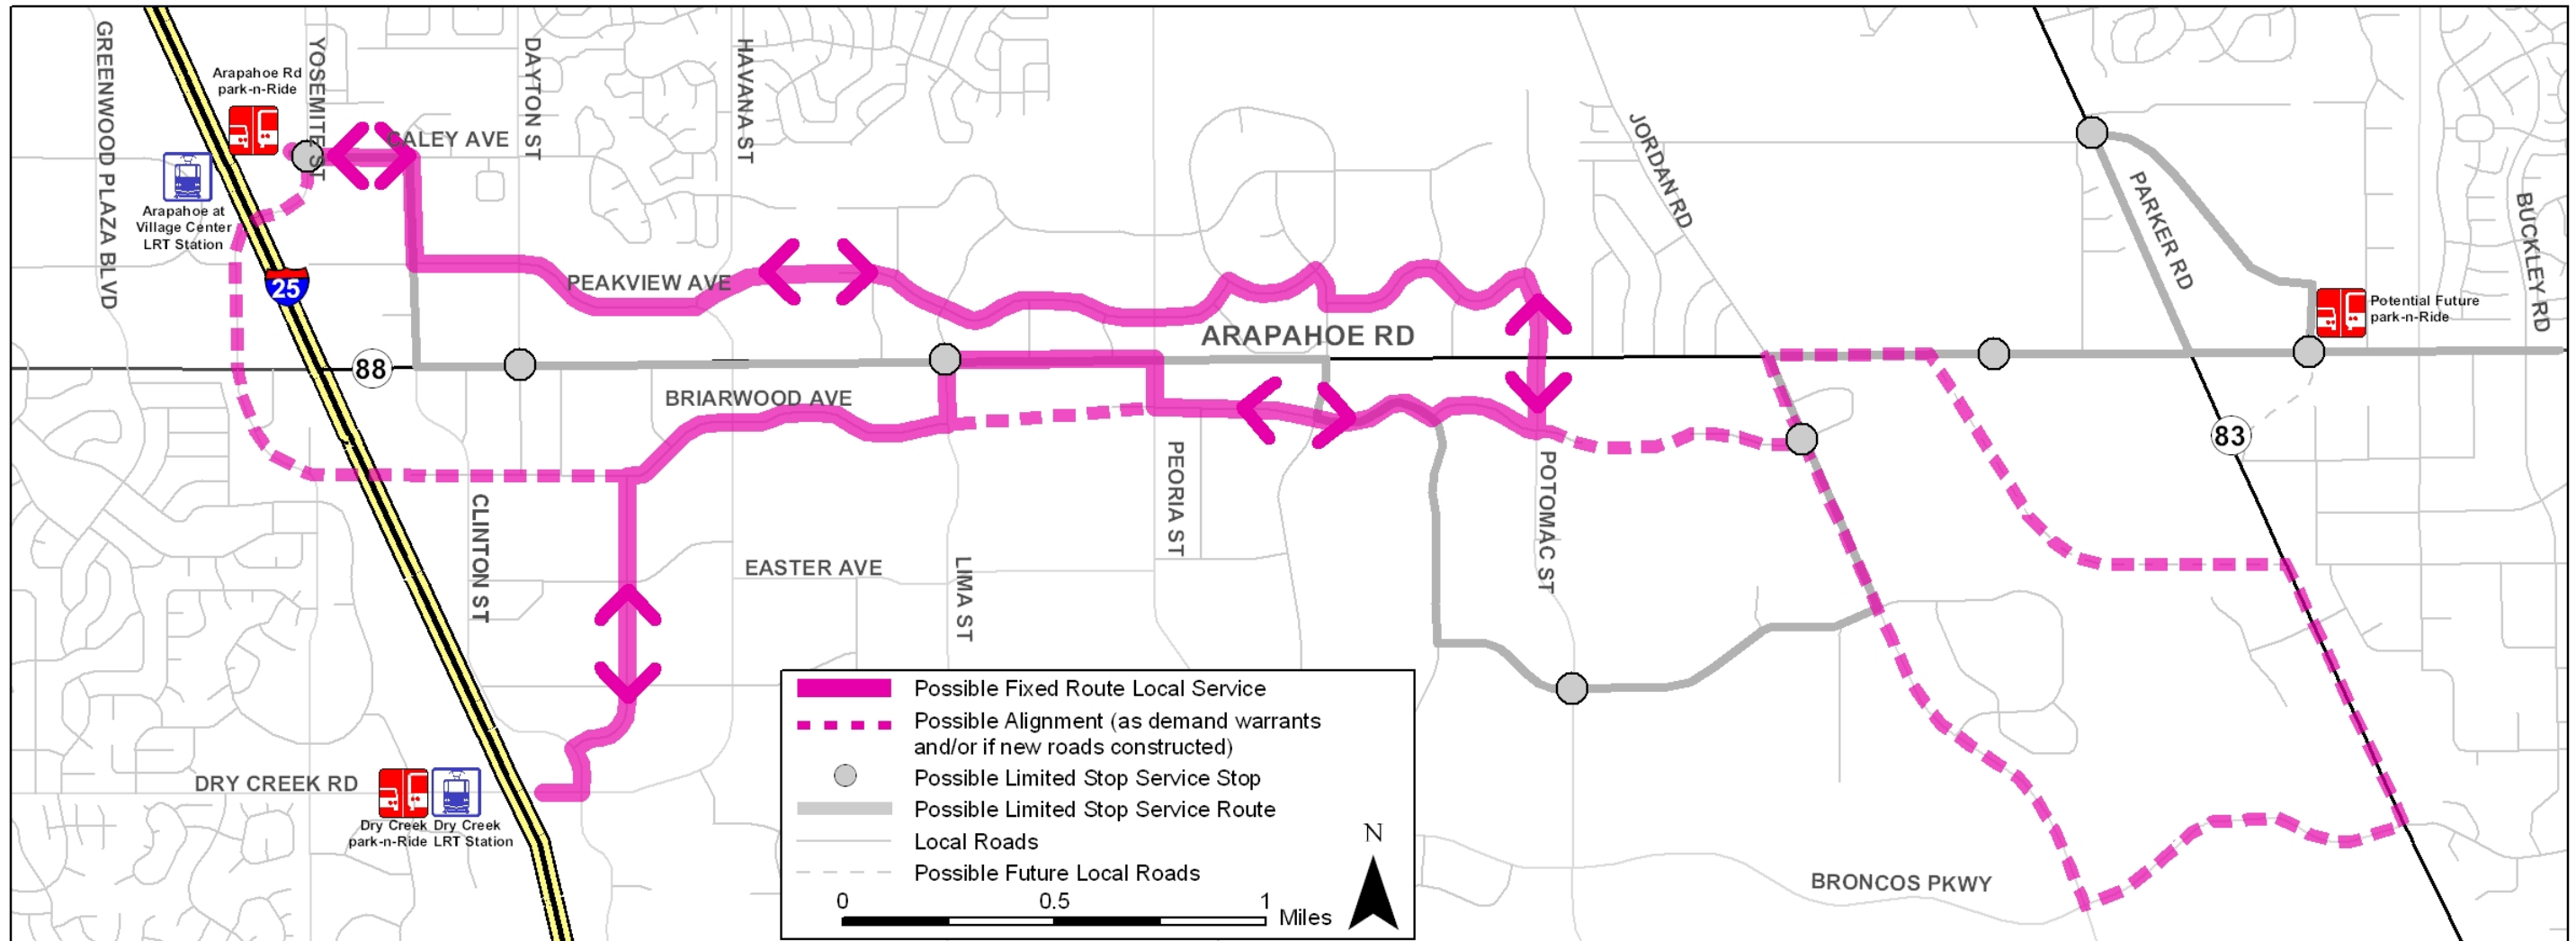 GREENWOOD PLAZA BLVD
YOSEMITE ST
DAYTON ST
HAVANA ST
Arapahoe Rd
park-n-Ride
CALEY AVE
Arapahoe at
Village Center
LRT Station
JORDAN RD
PARKER RD
BUCKLEY RD
25
PEAKVIEW AVE
ARAPAHOE RD
Potential Future
park-n-Ride
88
BRIARWOOD AVE
83
CLINTON ST
PEORIA ST
POTOMAC ST
EASTER AVE
LIMA ST
DRY CREEK RD
Dry Creek
park-n-Ride
Dry Creek
LRT Station
Possible Fixed Route Local Service
Possible Alignment (as demand warrants
and/or if new roads constructed)
Possible Limited Stop Service Stop
Possible Limited Stop Service Route
Local Roads
Possible Future Local Roads
N
0 0.5 1
Miles
BRONCOS PKWY